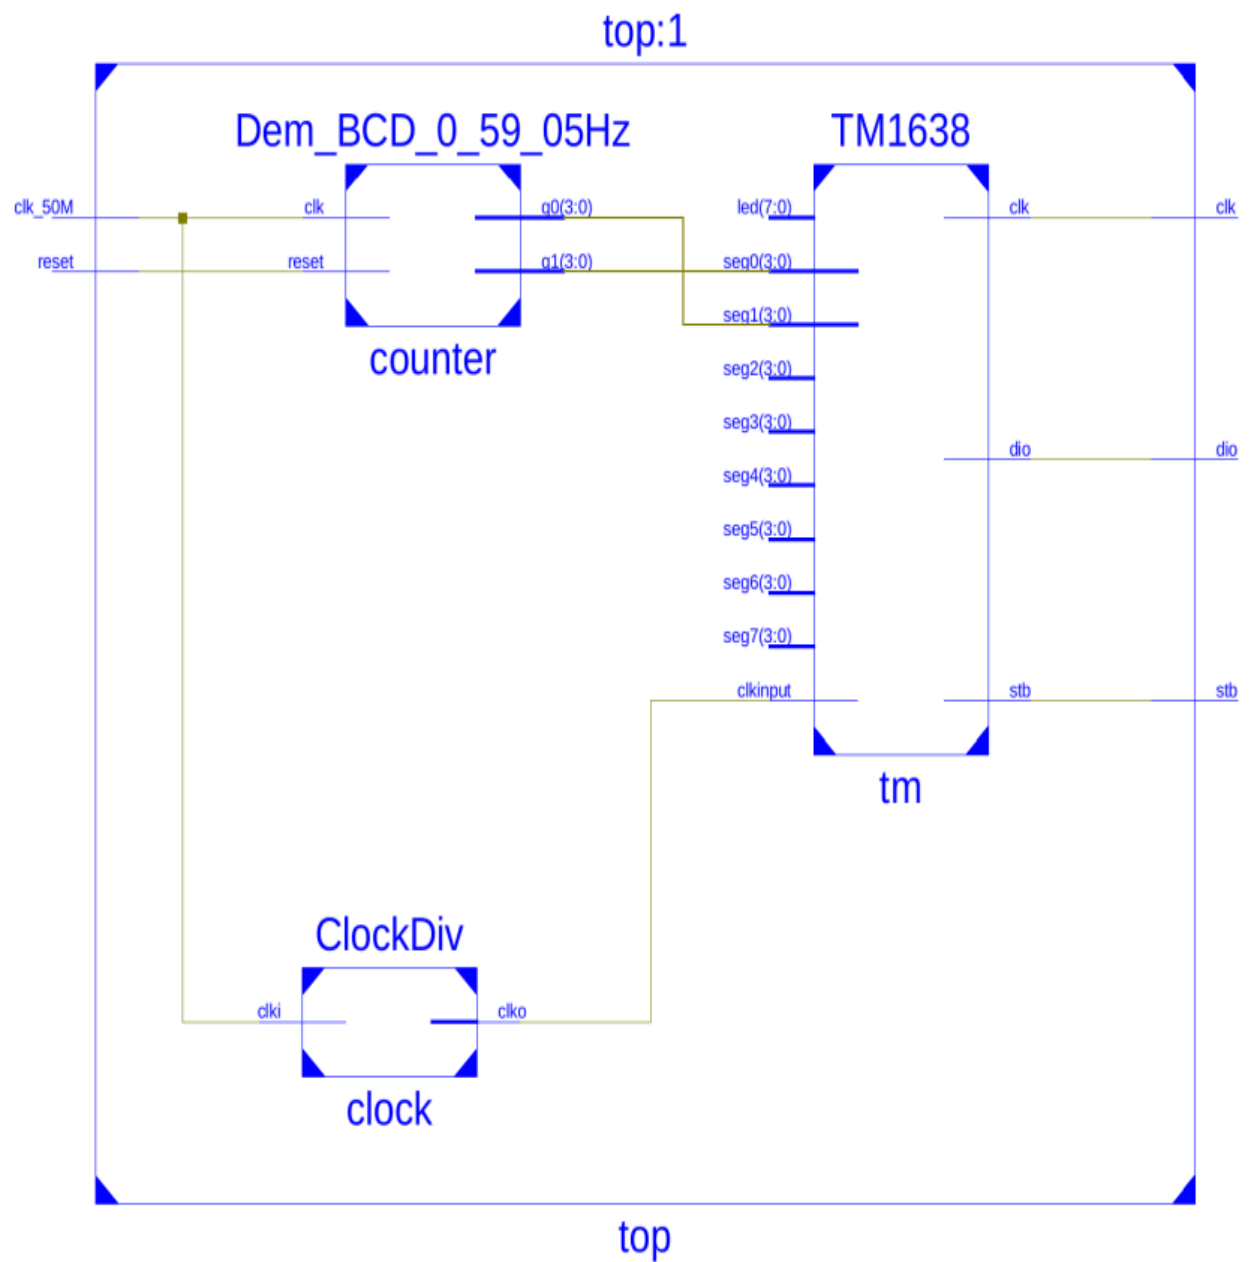 top:1
Dem_BCD_0_59_05Hz
TM1638
clk_50M
clk
q0(3:0)
led(7:0)
clk
clk
reset
reset
q1(3:0)
seg0(3:0)
seg1(3:0)
counter
seg2(3:0)
seg3(3:0)
dio
dio
seg4(3:0)
seg5(3:0)
seg6(3:0)
seg7(3:0)
clkinput
stb
stb
tm
ClockDiv
clki
clko
clock
top